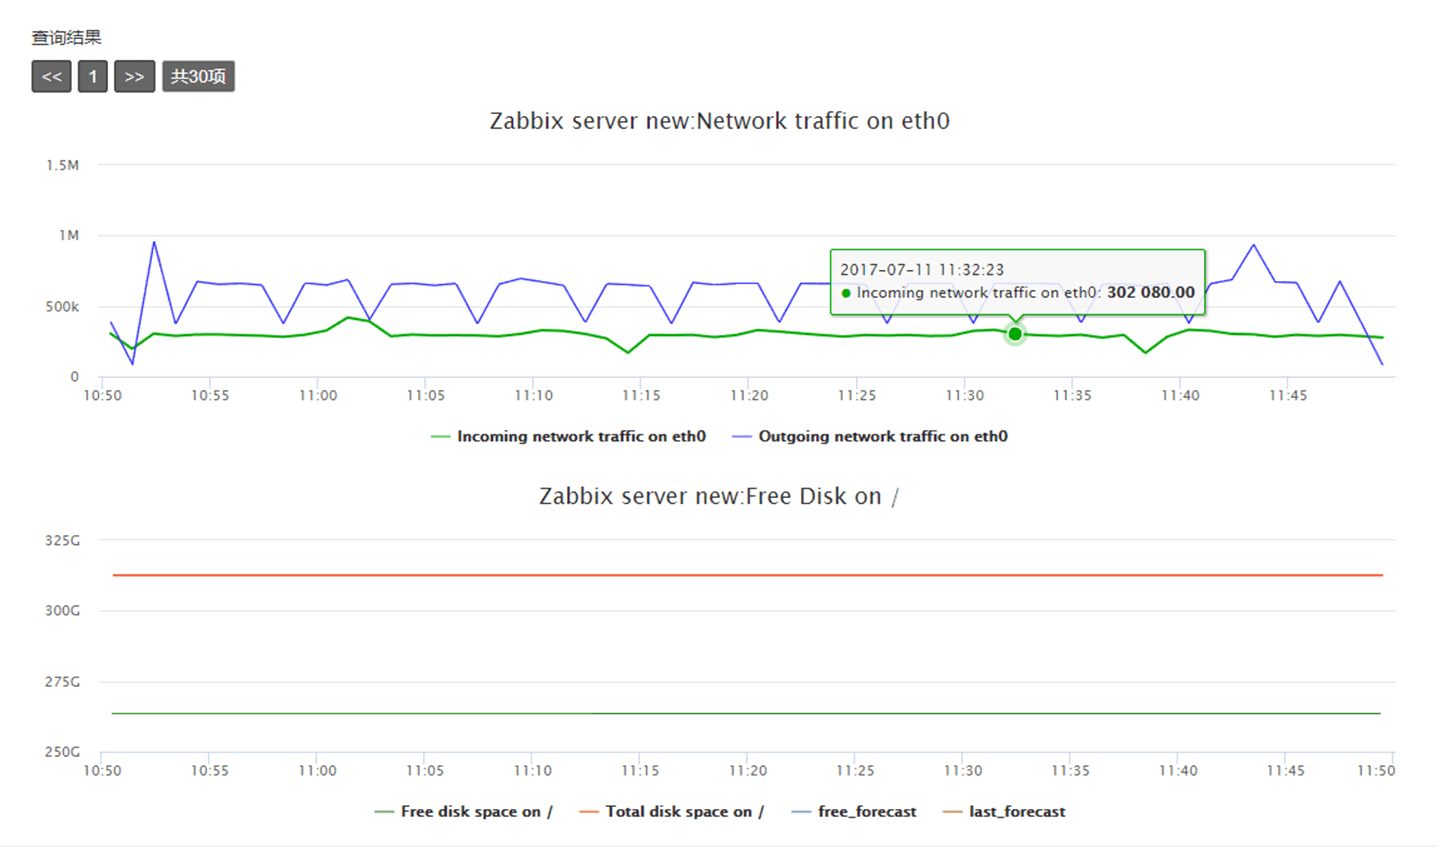 查询结果
<< 1 >> 共30项
Zabbix server new:Network traffic on eth0
1.5M
1M
500k
0
2017-07-11 11:32:23
Incoming network traffic on eth0: 302 080.00
10:50 10:55 11:00 11:05 11:10 11:15 11:20 11:25 11:30 11:35 11:40 11:45
Incoming network traffic on eth0 Outgoing network traffic on eth0
Zabbix server new:Free Disk on /
325G
300G
275G
250G
10:50 10:55 11:00 11:05 11:10 11:15 11:20 11:25 11:30 11:35 11:40 11:45 11:50
Free disk space on / Total disk space on / free_forecast last_forecast